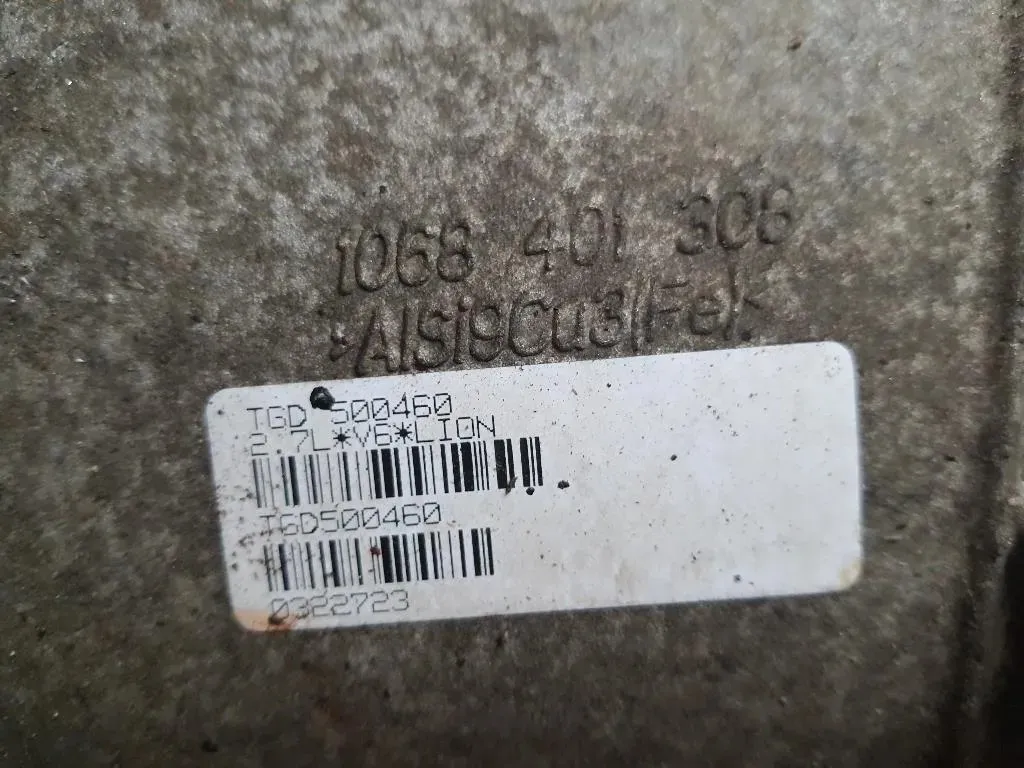 1068 401 308
>AlSi9Cu3(Fe)<
TGD 500460
2.7L*V6*LION
TGD500460
0322723